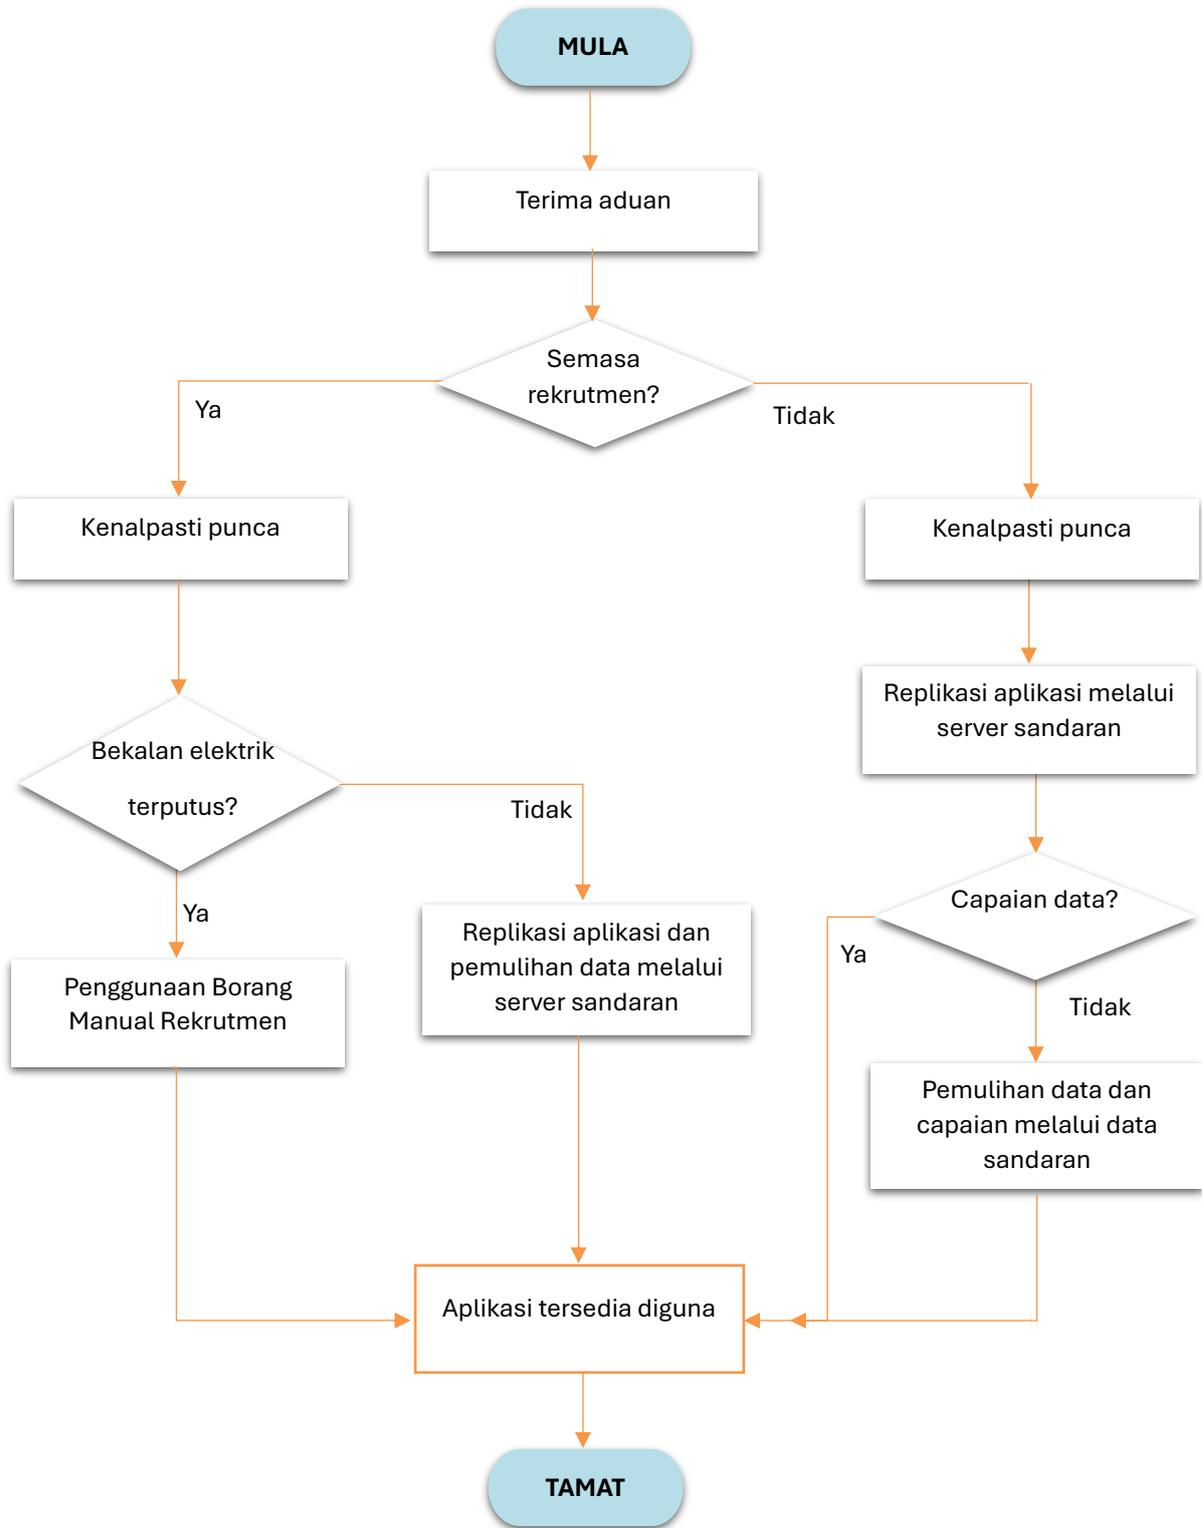 MULA
Terima aduan
Semasa
rekrutmen?
Ya
Tidak
Kenalpasti punca
Kenalpasti punca
Replikasi aplikasi melalui
server sandaran
Bekalan elektrik
terputus?
Tidak
Ya
Capaian data?
Ya
Replikasi aplikasi dan
pemulihan data melalui
server sandaran
Penggunaan Borang
Manual Rekrutmen
Tidak
Pemulihan data dan
capaian melalui data
sandaran
Aplikasi tersedia diguna
TAMAT